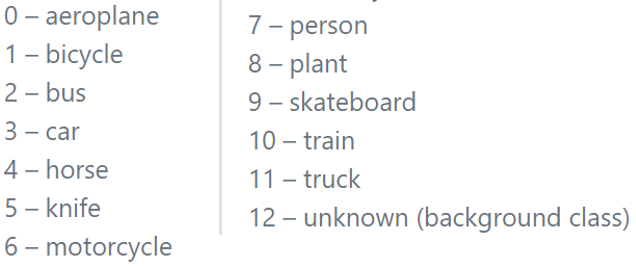 0 – aeroplane
1 – bicycle
2 – bus
3 – car
4 – horse
5 – knife
6 – motorcycle
7 – person
8 – plant
9 – skateboard
10 – train
11 – truck
12 – unknown (background class)